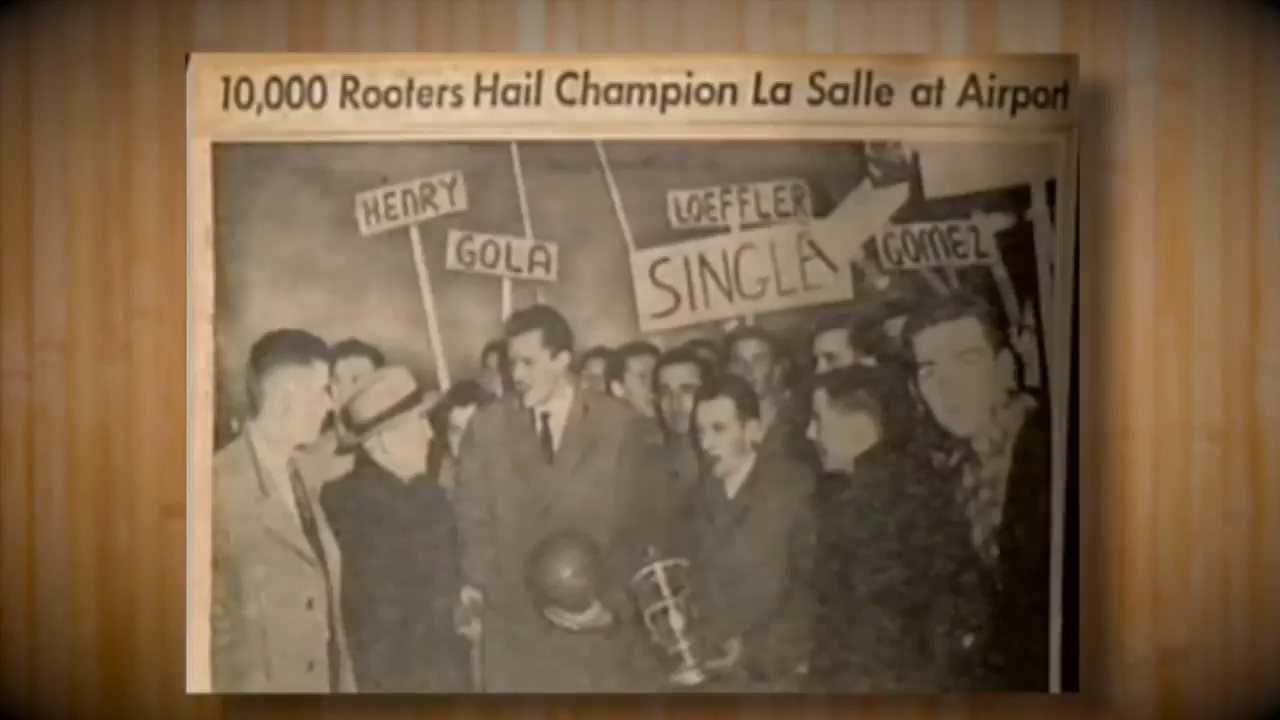 10,000 Rooters Hail Champion La Salle at Airport
HENRY
GOLA
LOEFFLER
SINGLA
GOMEZ